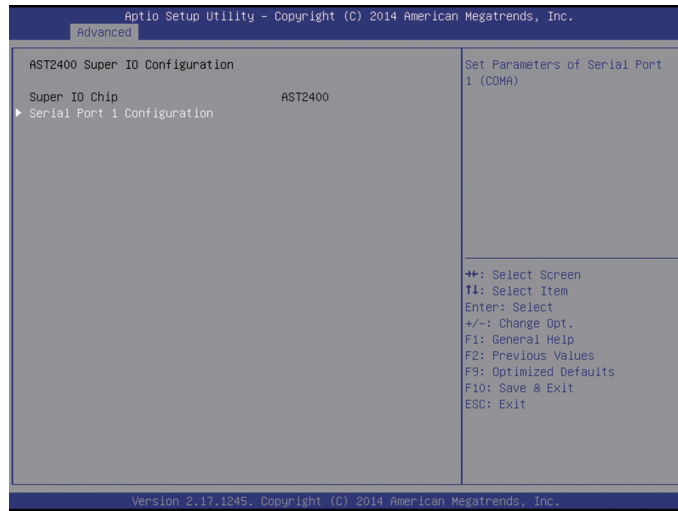 Aptio Setup Utility – Copyright (C) 2014 American Megatrends, Inc.
Advanced
AST2400 Super IO Configuration
Super IO Chip AST2400
Serial Port 1 Configuration
Set Parameters of Serial Port
1 (COMA)
→←: Select Screen
↑↓: Select Item
Enter: Select
+/-: Change Opt.
F1: General Help
F2: Previous Values
F9: Optimized Defaults
F10: Save & Exit
ESC: Exit
Version 2.17.1245. Copyright (C) 2014 American Megatrends, Inc.